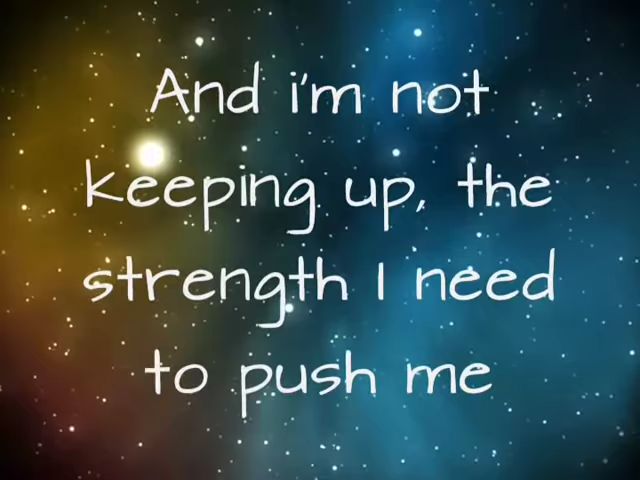 And i'm not
keeping up, the
strength I need
to push me